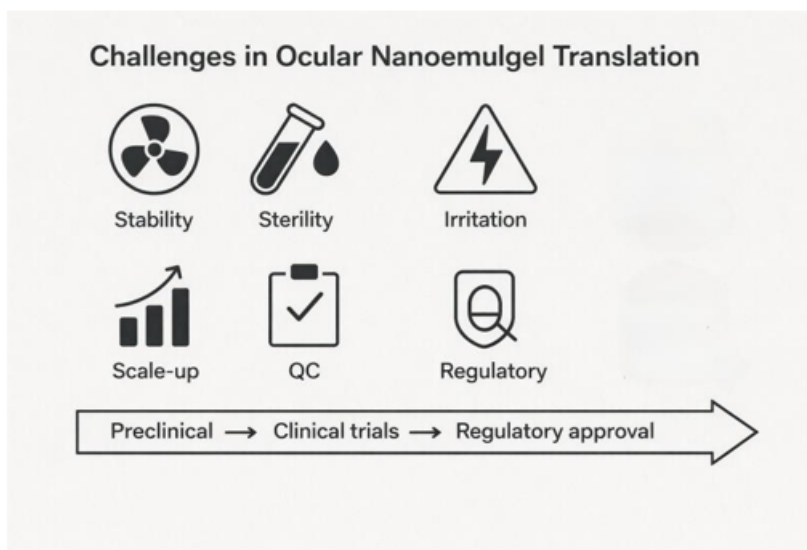 Challenges in Ocular Nanoemulgel Translation
Stability Sterility Irritation
Scale-up QC Regulatory
Preclinical → Clinical trials → Regulatory approval